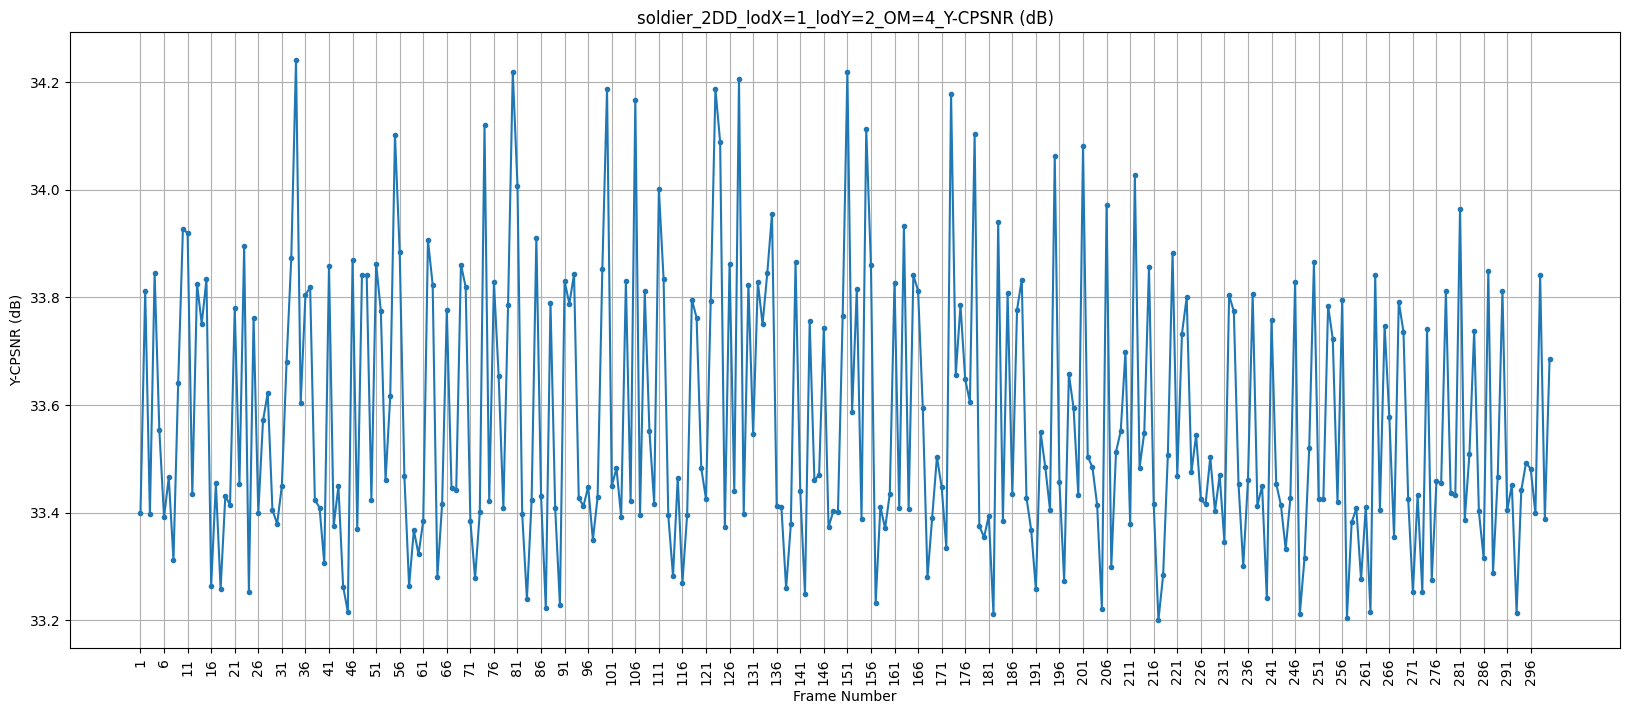 soldier_2DD_lodX=1_lodY=2_OM=4_Y-CPSNR (dB)
34.2
34.0
33.8
33.6
33.4
33.2
Y-CPSNR (dB)
1 6 11 16 21 26 31 36 41 46 51 56 61 66 71 76 81 86 91 96 101 106 111 116 121 126 131 136 141 146 151 156 161 166 171 176 181 186 191 196 201 206 211 216 221 226 231 236 241 246 251 256 261 266 271 276 281 286 291 296
Frame Number